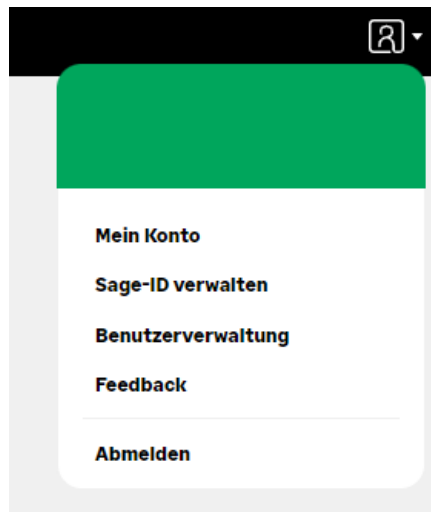 Mein Konto
Sage-ID verwalten
Benutzerverwaltung
Feedback
Abmelden